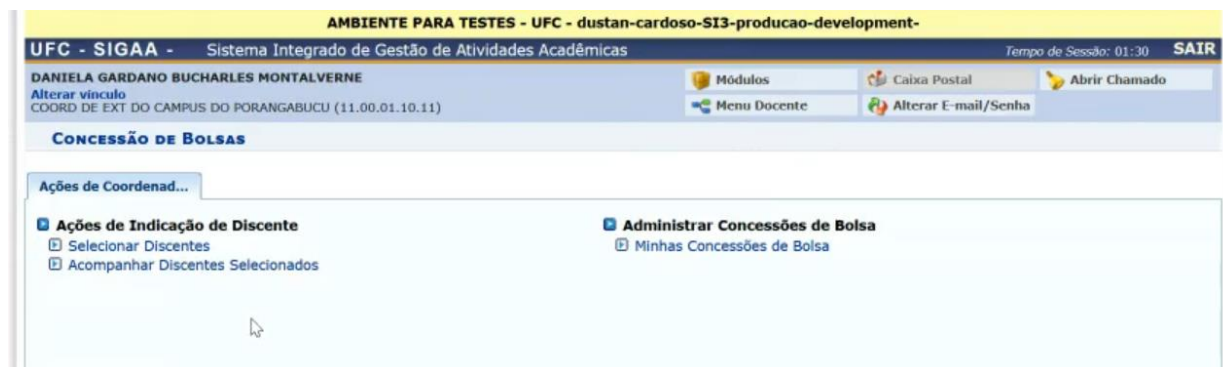 AMBIENTE PARA TESTES - UFC - dustan-cardoso-SI3-producao-development-
UFC - SIGAA - Sistema Integrado de Gestão de Atividades Acadêmicas Tempo de Sessão: 01:30 SAIR
DANIELA GARDANO BUCHARLES MONTALVERNE
Alterar vínculo
COORD DE EXT DO CAMPUS DO PORANGABUCU (11.00.01.10.11)
Módulos Caixa Postal Abrir Chamado
Menu Docente Alterar E-mail/Senha
CONCESSÃO DE BOLSAS
Ações de Coordenad...
Ações de Indicação de Discente
Selecionar Discentes
Acompanhar Discentes Selecionados
Administrar Concessões de Bolsa
Minhas Concessões de Bolsa